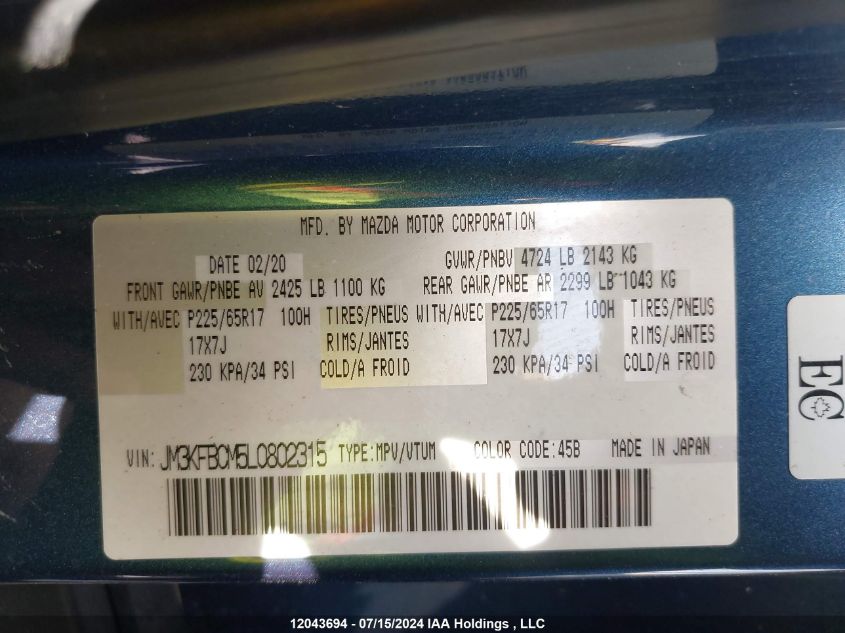 MFD. BY MAZDA MOTOR CORPORATION
DATE 02/20 GVWR/PNBV 4724 LB 2143 KG
FRONT GAWR/PNBE AV 2425 LB 1100 KG REAR GAWR/PNBE AR 2299 LB 1043 KG
WITH/AVEC P225/65R17 100H TIRES/PNEUS WITH/AVEC P225/65R17 100H TIRES/PNEUS
17X7J RIMS/JANTES 17X7J RIMS/JANTES
230 KPA/34 PSI COLD/A FROID 230 KPA/34 PSI COLD/A FROID
VIN: JM3KFBCM5L0802315 TYPE:MPV/VTUM COLOR CODE:45B MADE IN JAPAN
EC
12043694 - 07/15/2024 IAA Holdings , LLC